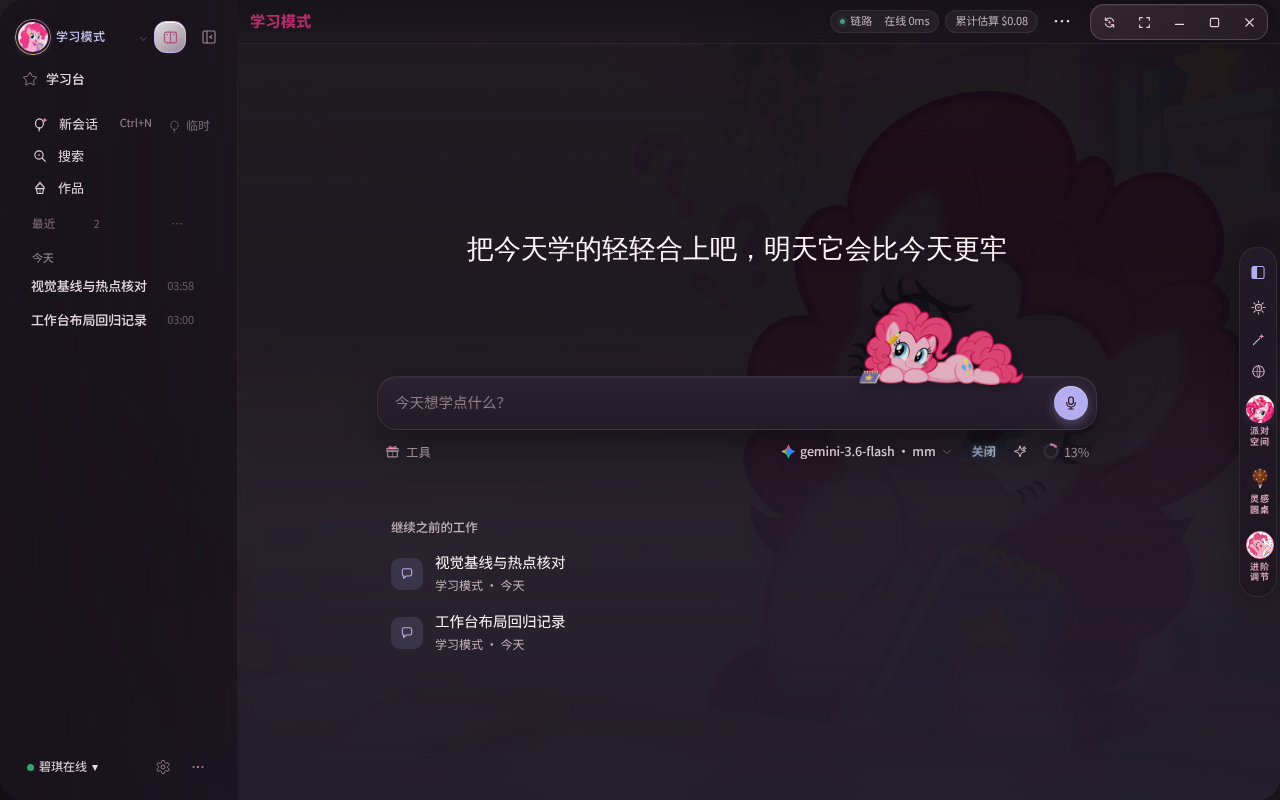 学习模式
学习台
新会话 Ctrl+N 临时
搜索
作品
最近 2 ···
今天
视觉基线与热点核对 03:58
工作台布局回归记录 03:00
碧琪在线 ▾ ···
学习模式
链路 在线 0ms 累计估算 $0.08 ···
把今天学的轻轻合上吧，明天它会比今天更牢
今天想学点什么?
工具
gemini-3.6-flash · mm 关闭 13%
继续之前的工作
视觉基线与热点核对
学习模式 · 今天
工作台布局回归记录
学习模式 · 今天
派对
空间
灵感
圆桌
进阶
调节